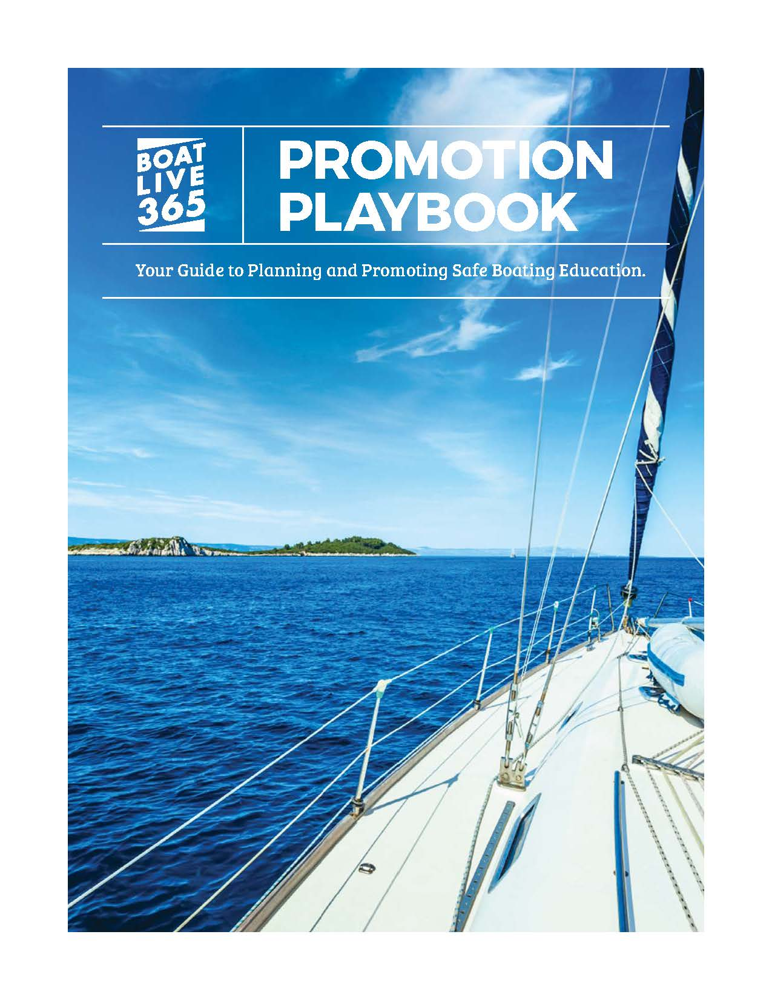 BOAT
LIVE
365
PROMOTION
PLAYBOOK
Your Guide to Planning and Promoting Safe Boating Education.